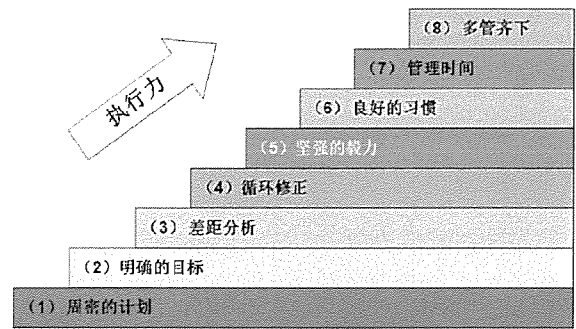 (8) 多管齐下
执行力
(7) 管理时间
(6) 良好的习惯
(5) 坚强的毅力
(4) 循环修正
(3) 差距分析
(2) 明确的目标
(1) 周密的计划